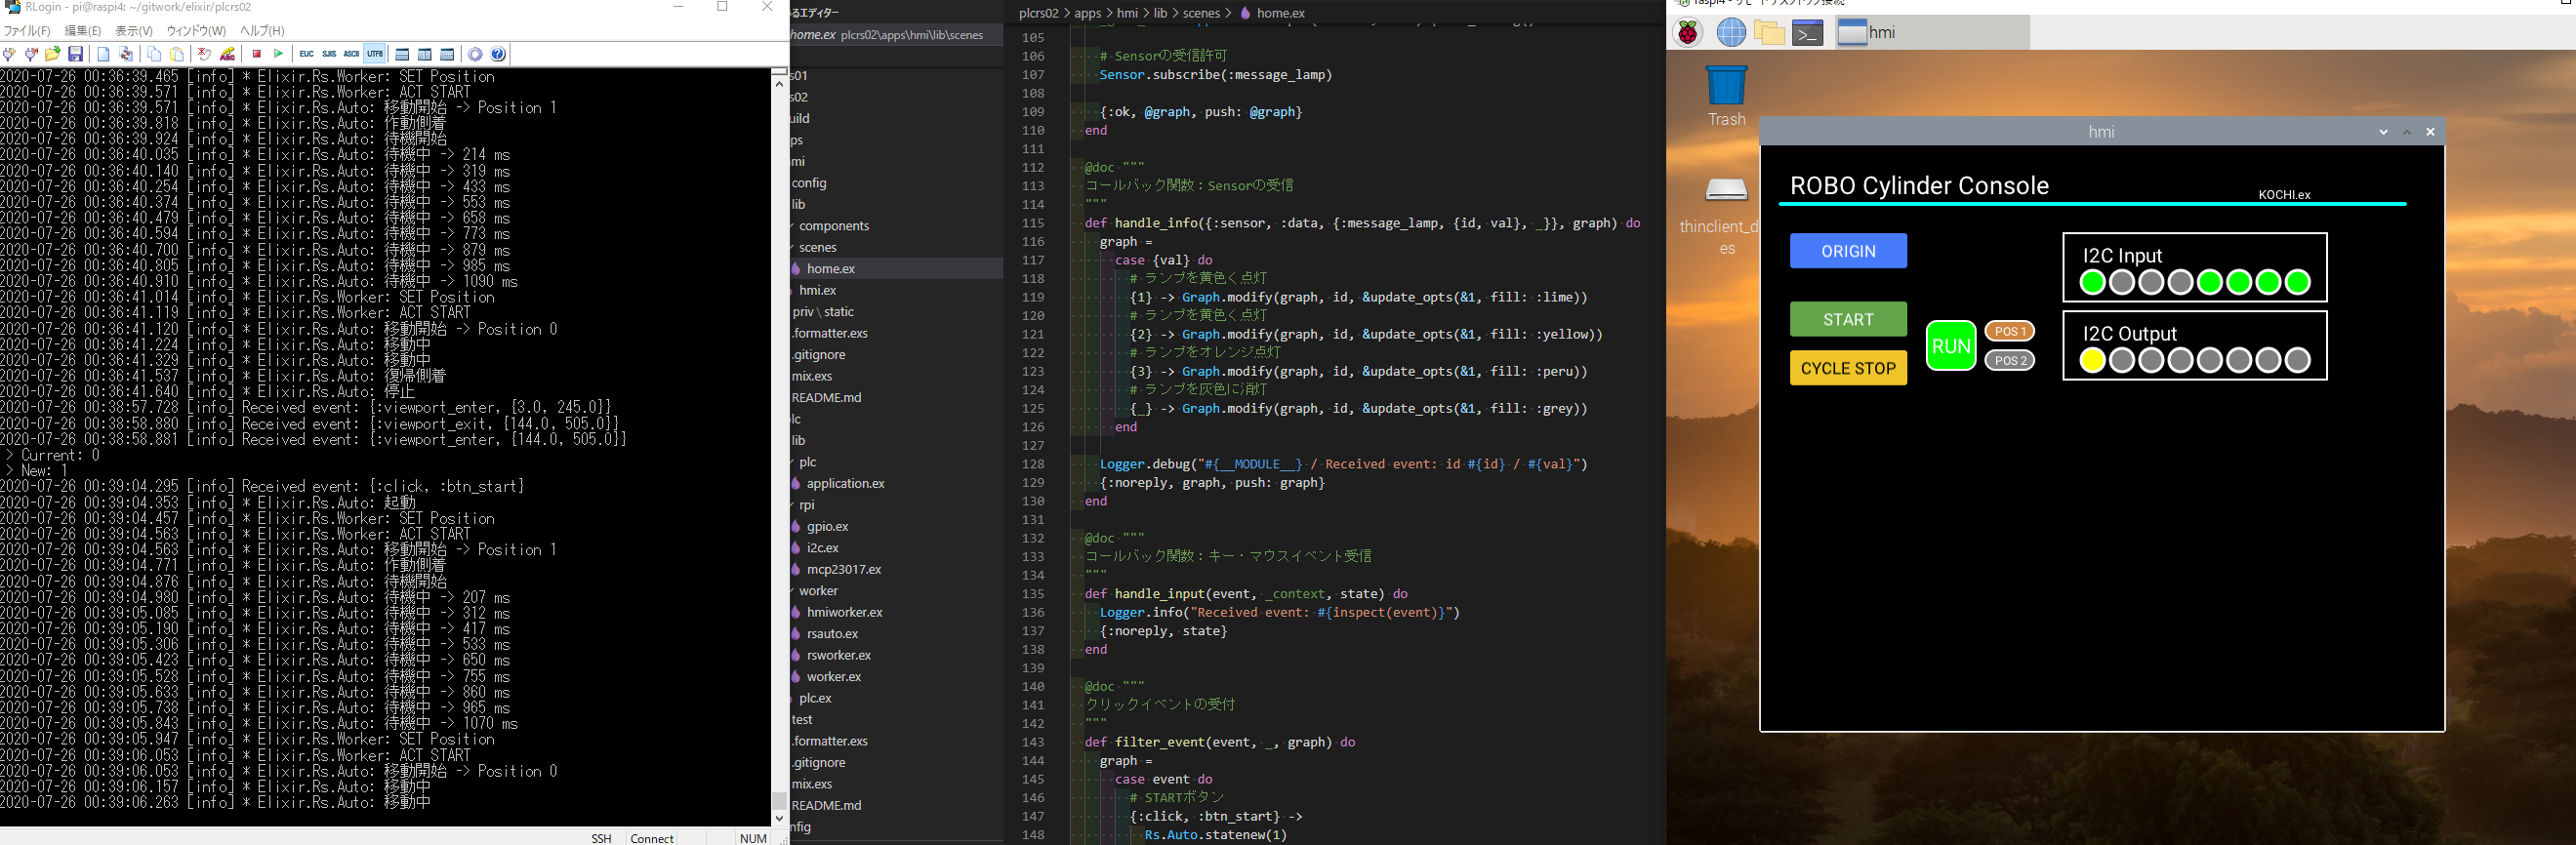 RLogin - pi@raspi4: ~/gitwork/elixir/plcrs02
ファイル(F) 編集(E) 表示(V) ウィンドウ(W) ヘルプ(H)
EUC SJIS ASCII UTF8
2020-07-26 00:36:39.465 [info] * Elixir.Rs.Worker: SET Position
2020-07-26 00:36:39.571 [info] * Elixir.Rs.Worker: ACT START
2020-07-26 00:36:39.571 [info] * Elixir.Rs.Auto: 移動開始 -> Position 1
2020-07-26 00:36:39.818 [info] * Elixir.Rs.Auto: 作動側着
2020-07-26 00:36:39.924 [info] * Elixir.Rs.Auto: 待機開始
2020-07-26 00:36:40.035 [info] * Elixir.Rs.Auto: 待機中 -> 214 ms
2020-07-26 00:36:40.140 [info] * Elixir.Rs.Auto: 待機中 -> 319 ms
2020-07-26 00:36:40.254 [info] * Elixir.Rs.Auto: 待機中 -> 433 ms
2020-07-26 00:36:40.374 [info] * Elixir.Rs.Auto: 待機中 -> 553 ms
2020-07-26 00:36:40.479 [info] * Elixir.Rs.Auto: 待機中 -> 658 ms
2020-07-26 00:36:40.594 [info] * Elixir.Rs.Auto: 待機中 -> 773 ms
2020-07-26 00:36:40.700 [info] * Elixir.Rs.Auto: 待機中 -> 879 ms
2020-07-26 00:36:40.805 [info] * Elixir.Rs.Auto: 待機中 -> 985 ms
2020-07-26 00:36:40.910 [info] * Elixir.Rs.Auto: 待機中 -> 1090 ms
2020-07-26 00:36:41.014 [info] * Elixir.Rs.Worker: SET Position
2020-07-26 00:36:41.119 [info] * Elixir.Rs.Worker: ACT START
2020-07-26 00:36:41.120 [info] * Elixir.Rs.Auto: 移動開始 -> Position 0
2020-07-26 00:36:41.224 [info] * Elixir.Rs.Auto: 移動中
2020-07-26 00:36:41.329 [info] * Elixir.Rs.Auto: 移動中
2020-07-26 00:36:41.537 [info] * Elixir.Rs.Auto: 復帰側着
2020-07-26 00:36:41.640 [info] * Elixir.Rs.Auto: 停止
2020-07-26 00:38:57.728 [info] Received event: {:viewport_enter, [3.0, 245.0]}
2020-07-26 00:38:58.880 [info] Received event: {:viewport_exit, [144.0, 505.0]}
2020-07-26 00:38:58.881 [info] Received event: {:viewport_enter, [144.0, 505.0]}
> Current: 0
> New: 1
2020-07-26 00:39:04.295 [info] Received event: {:click, :btn_start}
2020-07-26 00:39:04.353 [info] * Elixir.Rs.Auto: 起動
2020-07-26 00:39:04.457 [info] * Elixir.Rs.Worker: SET Position
2020-07-26 00:39:04.563 [info] * Elixir.Rs.Worker: ACT START
2020-07-26 00:39:04.563 [info] * Elixir.Rs.Auto: 移動開始 -> Position 1
2020-07-26 00:39:04.771 [info] * Elixir.Rs.Auto: 作動側着
2020-07-26 00:39:04.876 [info] * Elixir.Rs.Auto: 待機開始
2020-07-26 00:39:04.980 [info] * Elixir.Rs.Auto: 待機中 -> 207 ms
2020-07-26 00:39:05.085 [info] * Elixir.Rs.Auto: 待機中 -> 312 ms
2020-07-26 00:39:05.190 [info] * Elixir.Rs.Auto: 待機中 -> 417 ms
2020-07-26 00:39:05.306 [info] * Elixir.Rs.Auto: 待機中 -> 533 ms
2020-07-26 00:39:05.423 [info] * Elixir.Rs.Auto: 待機中 -> 650 ms
2020-07-26 00:39:05.528 [info] * Elixir.Rs.Auto: 待機中 -> 755 ms
2020-07-26 00:39:05.633 [info] * Elixir.Rs.Auto: 待機中 -> 860 ms
2020-07-26 00:39:05.738 [info] * Elixir.Rs.Auto: 待機中 -> 965 ms
2020-07-26 00:39:05.843 [info] * Elixir.Rs.Auto: 待機中 -> 1070 ms
2020-07-26 00:39:05.947 [info] * Elixir.Rs.Worker: SET Position
2020-07-26 00:39:06.053 [info] * Elixir.Rs.Worker: ACT START
2020-07-26 00:39:06.053 [info] * Elixir.Rs.Auto: 移動開始 -> Position 0
2020-07-26 00:39:06.157 [info] * Elixir.Rs.Auto: 移動中
2020-07-26 00:39:06.263 [info] * Elixir.Rs.Auto: 移動中
SSH Connect NUM
るエディター
home.ex plcrs02\apps\hmi\lib\scenes
s01
s02
uild
ps
mi
config
lib
components
scenes
home.ex
hmi.ex
priv \ static
.formatter.exs
.gitignore
mix.exs
README.md
lc
lib
plc
application.ex
rpi
gpio.ex
i2c.ex
mcp23017.ex
worker
hmiworker.ex
rsauto.ex
rsworker.ex
worker.ex
plc.ex
test
.formatter.exs
.gitignore
mix.exs
README.md
nfig
plcrs02 > apps > hmi > lib > scenes > home.ex
105
106 # Sensorの受信許可
107 Sensor.subscribe(:message_lamp)
108
109 {:ok, @graph, push: @graph}
110 end
111
112 @doc """
113 コールバック関数：Sensorの受信
114 """
115 def handle_info({:sensor, :data, {:message_lamp, {id, val}, _}}, graph) do
116 graph =
117 case {val} do
118 # ランプを黄色く点灯
119 {1} -> Graph.modify(graph, id, &update_opts(&1, fill: :lime))
120 # ランプを黄色く点灯
121 {2} -> Graph.modify(graph, id, &update_opts(&1, fill: :yellow))
122 # ランプをオレンジ点灯
123 {3} -> Graph.modify(graph, id, &update_opts(&1, fill: :peru))
124 # ランプを灰色に消灯
125 {_} -> Graph.modify(graph, id, &update_opts(&1, fill: :grey))
126 end
127
128 Logger.debug("#{__MODULE__} / Received event: id #{id} / #{val}")
129 {:noreply, graph, push: graph}
130 end
131
132 @doc """
133 コールバック関数：キー・マウスイベント受信
134 """
135 def handle_input(event, _context, state) do
136 Logger.info("Received event: #{inspect(event)}")
137 {:noreply, state}
138 end
139
140 @doc """
141 クリックイベントの受付
142 """
143 def filter_event(event, _, graph) do
144 graph =
145 case event do
146 # STARTボタン
147 {:click, :btn_start} ->
148 Rs.Auto.statenew(1)
raspi4 - リモート デスクトップ接続
hmi
Trash
thinclient_d
es
hmi
ROBO Cylinder Console
KOCHI.ex
ORIGIN
START
CYCLE STOP
RUN
POS 1
POS 2
I2C Input
I2C Output